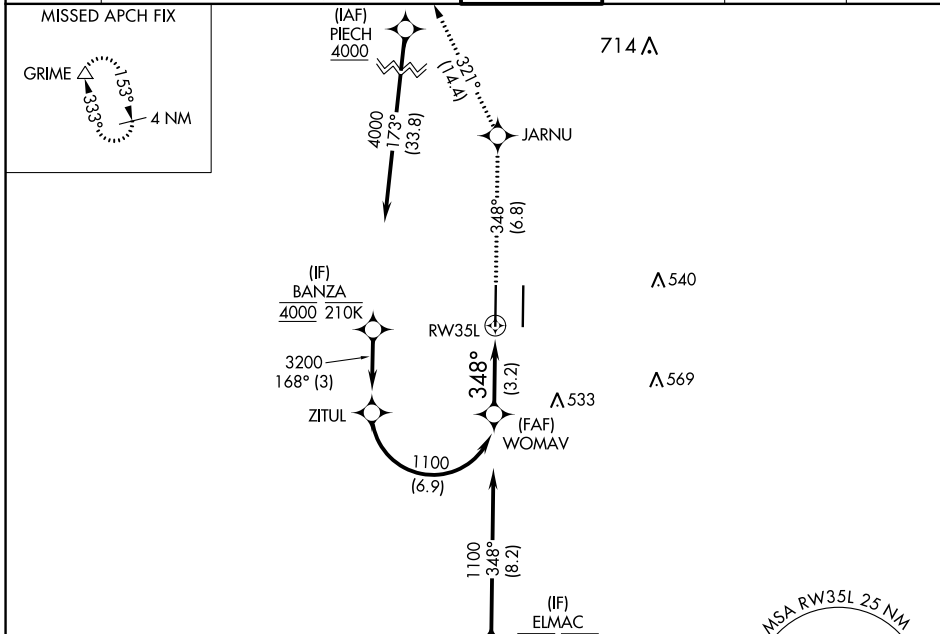 MISSED APCH FIX
GRIME
153°
333°
4 NM
(IAF)
PIECH
4000
4000
173°
(33.8)
321°
(14.4)
714
JARNU
348°
(6.8)
(IF)
BANZA
4000 210K
3200
168° (3)
ZITUL
RW35L
540
348°
(3.2)
569
533
(FAF)
WOMAV
1100
(6.9)
1100
348°
(8.2)
(IF)
ELMAC
MSA RW35L 25 NM